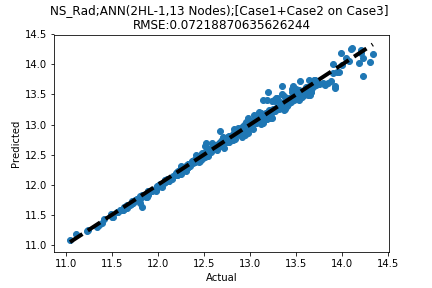 NS_Rad;ANN(2HL-1,13 Nodes);[Case1+Case2 on Case3]
RMSE:0.07218870635626244
14.5
14.0
13.5
13.0
12.5
12.0
11.5
11.0
Predicted
11.0 11.5 12.0 12.5 13.0 13.5 14.0 14.5
Actual